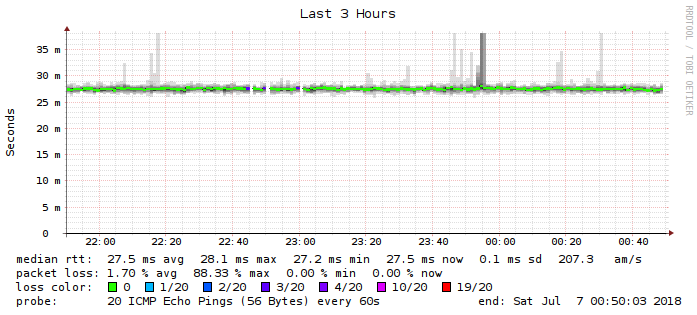 Last 3 Hours
RRDTOOL / TOBI OETIKER
Seconds
35 m
30 m
25 m
20 m
15 m
10 m
5 m
0
22:00 22:20 22:40 23:00 23:20 23:40 00:00 00:20 00:40
median rtt: 27.5 ms avg 28.1 ms max 27.2 ms min 27.5 ms now 0.1 ms sd 207.3 am/s
packet loss: 1.70 % avg 88.33 % max 0.00 % min 0.00 % now
loss color: 0 1/20 2/20 3/20 4/20 10/20 19/20
probe: 20 ICMP Echo Pings (56 Bytes) every 60s end: Sat Jul 7 00:50:03 2018